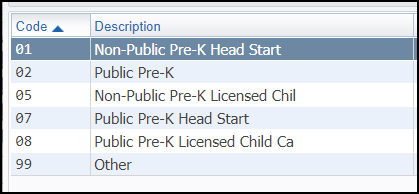 Code Description
01 Non-Public Pre-K Head Start
02 Public Pre-K
05 Non-Public Pre-K Licensed Chil
07 Public Pre-K Head Start
08 Public Pre-K Licensed Child Ca
99 Other